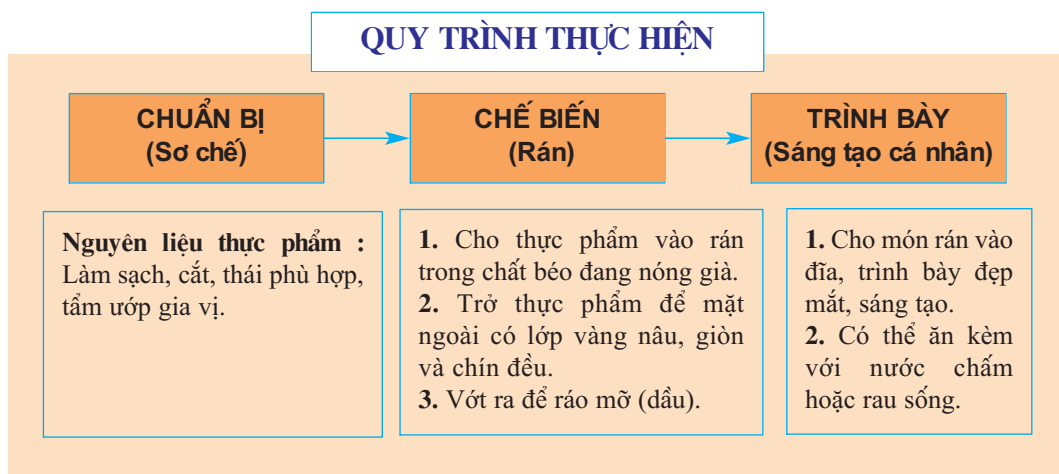 QUY TRÌNH THỰC HIỆN
CHUẨN BỊ
(Sơ chế)
CHẾ BIẾN
(Rán)
TRÌNH BÀY
(Sáng tạo cá nhân)
Nguyên liệu thực phẩm :
Làm sạch, cắt, thái phù hợp,
tẩm ướp gia vị.
1. Cho thực phẩm vào rán
trong chất béo đang nóng già.
2. Trở thực phẩm để mặt
ngoài có lớp vàng nâu, giòn
và chín đều.
3. Vớt ra để ráo mỡ (dầu).
1. Cho món rán vào
đĩa, trình bày đẹp
mắt, sáng tạo.
2. Có thể ăn kèm
với nước chấm
hoặc rau sống.